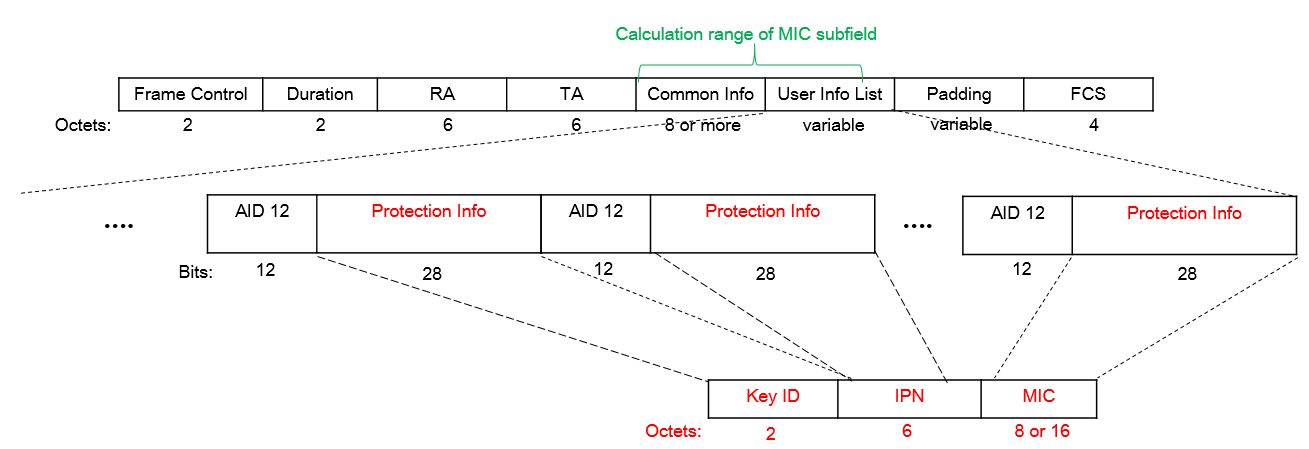 Calculation range of MIC subfield
Frame Control Duration RA TA Common Info User Info List Padding FCS
Octets: 2 2 6 6 8 or more variable variable 4
.... AID 12 Protection Info AID 12 Protection Info .... AID 12 Protection Info
Bits: 12 28 12 28 12 28
Key ID IPN MIC
Octets: 2 6 8 or 16